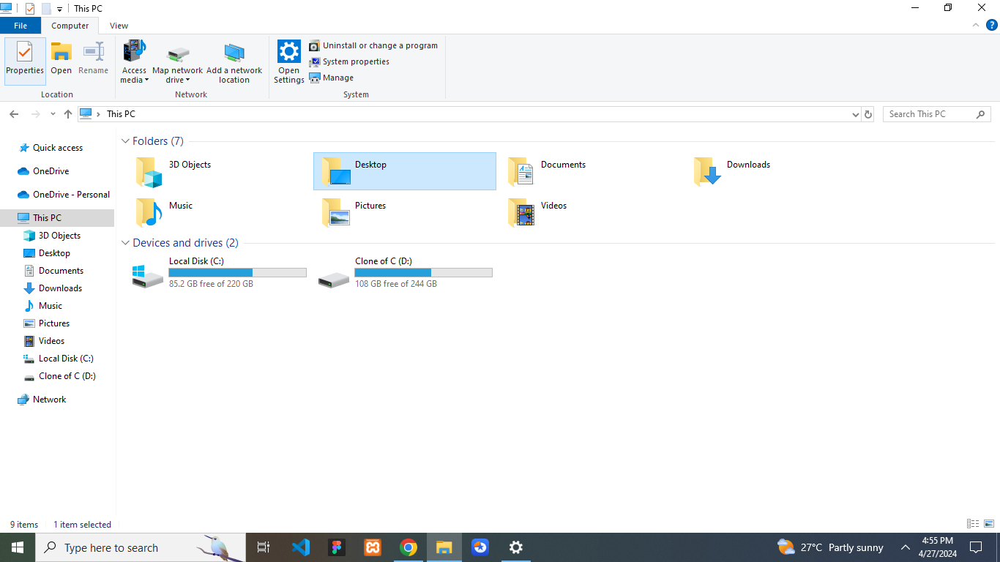 This PC
File
Computer
View
Properties
Open
Rename
Access media
Map network drive
Add a network location
Open Settings
Uninstall or change a program
System properties
Manage
Location
Network
System
This PC
Search This PC
Quick access
OneDrive
OneDrive - Personal
This PC
3D Objects
Desktop
Documents
Downloads
Music
Pictures
Videos
Local Disk (C:)
Clone of C (D:)
Network
Folders (7)
3D Objects
Desktop
Documents
Downloads
Music
Pictures
Videos
Devices and drives (2)
Local Disk (C:)
85.2 GB free of 220 GB
Clone of C (D:)
108 GB free of 244 GB
9 items
1 item selected
Type here to search
27°C Partly sunny
4:55 PM
4/27/2024